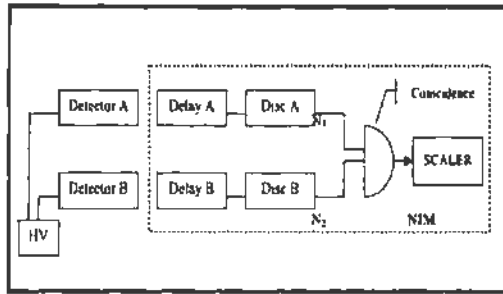 Detector A
Delay A
Disc A
Coincidence
N₁
SCALER
Detector B
Delay B
Disc B
HV
N₂
NIM